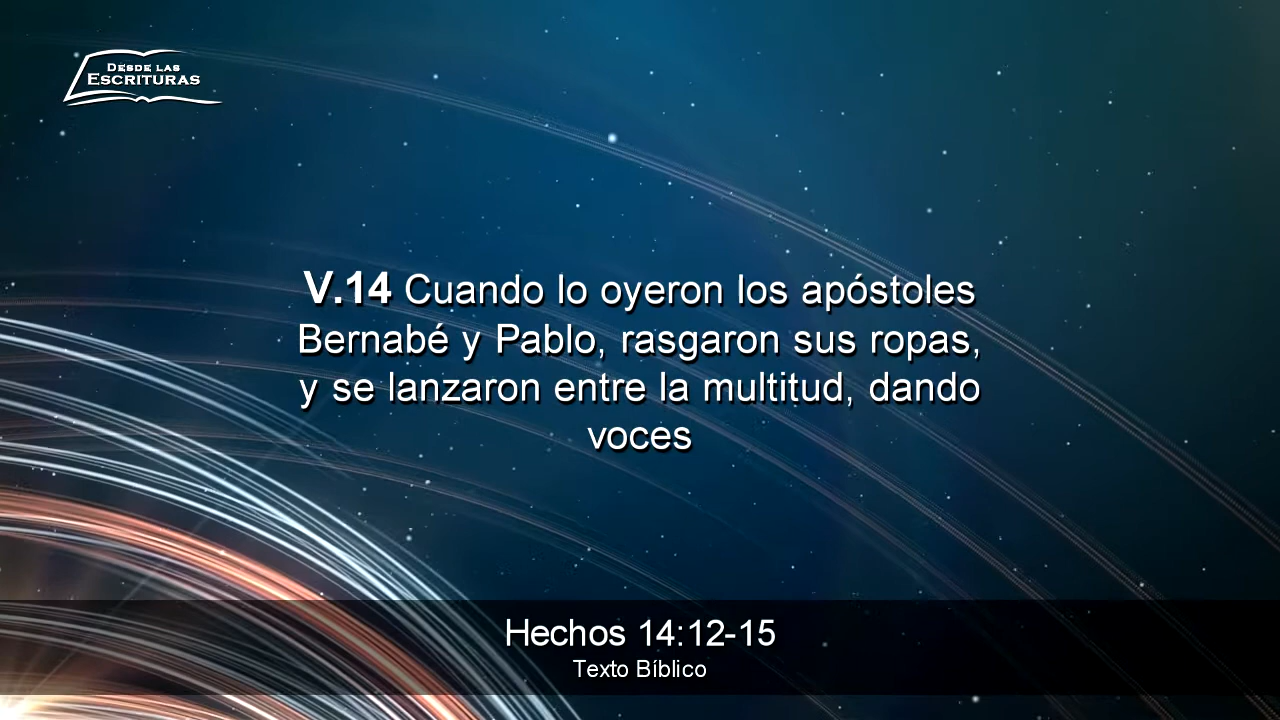 DESDE LAS
ESCRITURAS
V.14 Cuando lo oyeron los apóstoles
Bernabé y Pablo, rasgaron sus ropas,
y se lanzaron entre la multitud, dando
voces
Hechos 14:12-15
Texto Bíblico